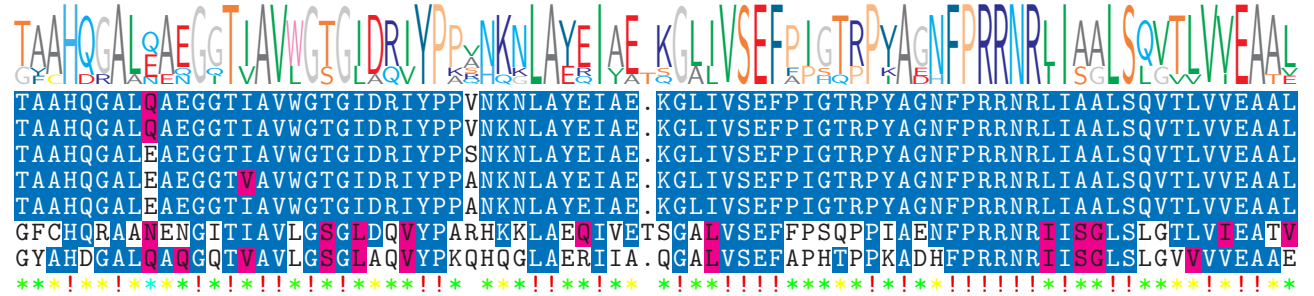 TAAHQGALQAEGGTIAVWGTGIDRIYPPVNKNLAYEIAE.KGLIVSEFPIGTRPYAGNFPRRNRLIAALSQVTLVVEAAL
TAAHQGALQAEGGTIAVWGTGIDRIYPPVNKNLAYEIAE.KGLIVSEFPIGTRPYAGNFPRRNRLIAALSQVTLVVEAAL
TAAHQGALEAEGGTIAVWGTGIDRIYPPSNKNLAYEIAE.KGLIVSEFPIGTRPYAGNFPRRNRLIAALSQVTLVVEAAL
TAAHQGALEAEGGTVAVWGTGIDRIYPPANKNLAYEIAE.KGLIVSEFPIGTRPYAGNFPRRNRLIAALSQVTLVVEAAL
TAAHQGALEAEGGTIAVWGTGIDRIYPPANKNLAYEIAE.KGLIVSEFPIGTRPYAGNFPRRNRLIAALSQVTLVVEAAL
GFCHQRAANENGITIAVLGSGLDQVYPARHKKLAEQIVETSGALVSEFFPSQPPIAENFPRRNRIISGLSLGTLVIEATV
GYAHDGALQAQGQTVAVLGSGLAQVYPKQHQGLAERIIA.QGALVSEFAPHTPPKADHFPRRNRIISGLSLGVVVVEAAE